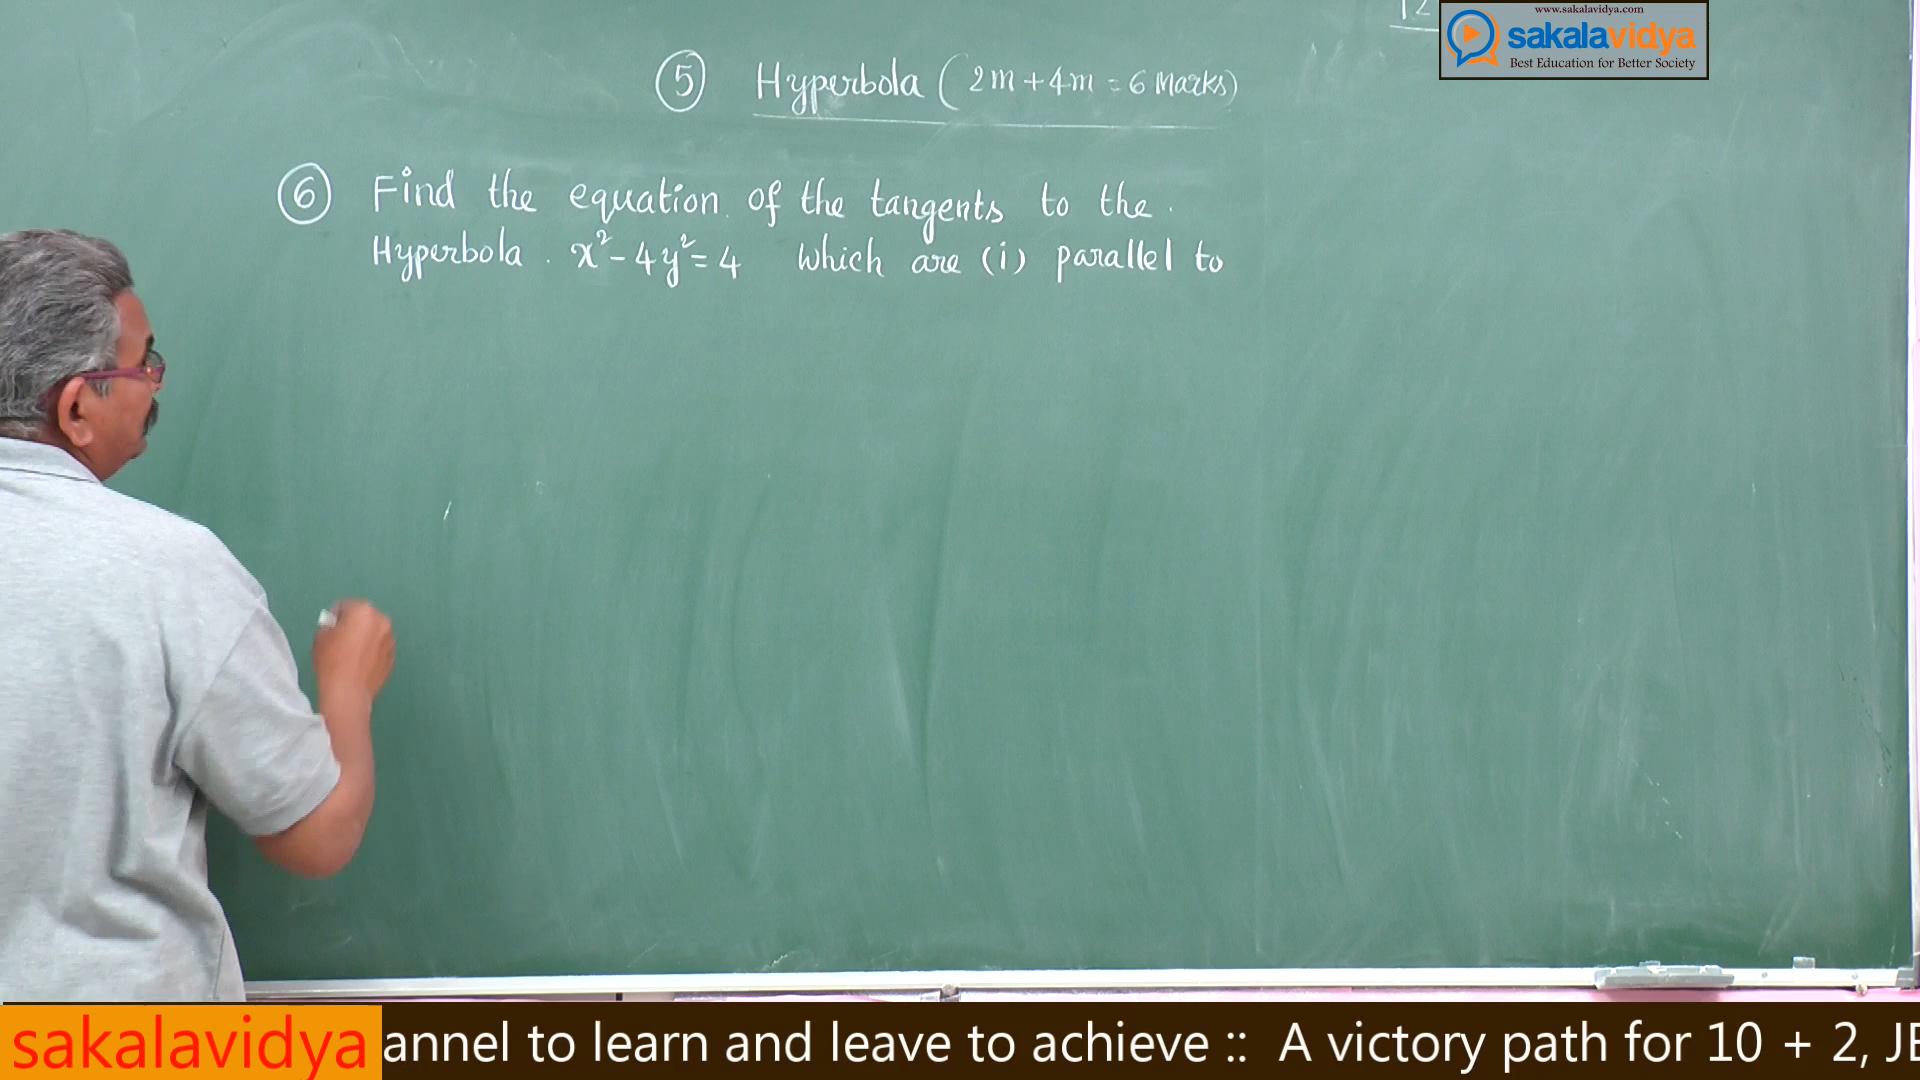 12
www.sakalavidya.com
sakalavidya
Best Education for Better Society
⑤ Hyperbola (2m+4m=6 Marks)
⑥ Find the equation of the tangents to the
Hyperbola x²-4y²=4 which are (i) parallel to
sakalavidya annel to learn and leave to achieve :: A victory path for 10 + 2, JE